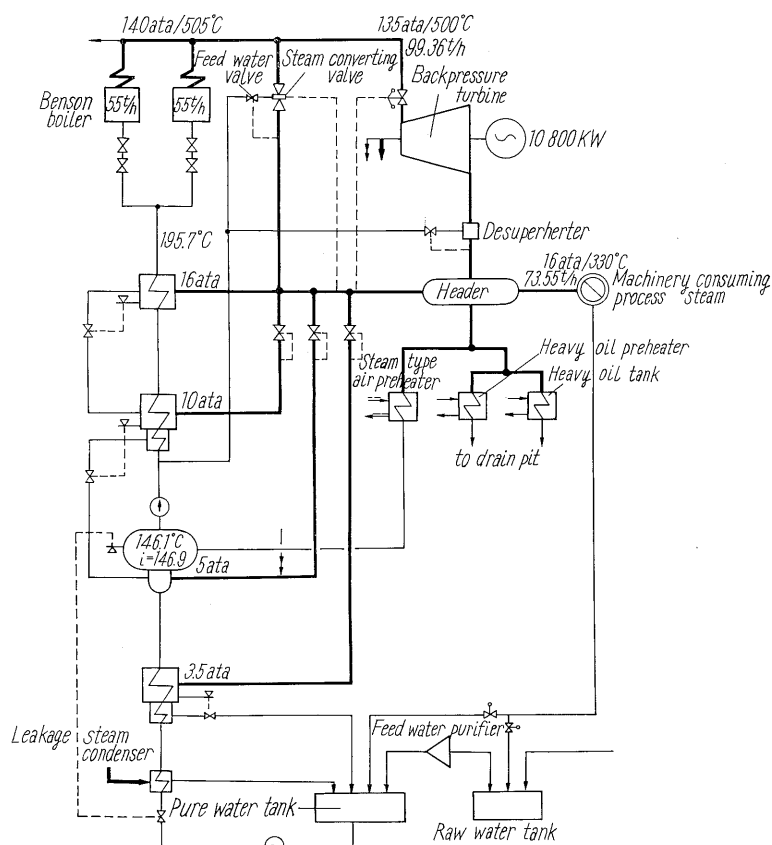 140ata/505°C
135ata/500°C
99.36t/h
Feed water
valve
Steam converting
valve
Backpressure
turbine
Benson
boiler
55t/h
55t/h
10 800 KW
195.7°C
Desuperherter
16ata/330°C
73.55t/h
Machinery consuming
process steam
16ata
Header
Steam type
air preheater
Heavy oil preheater
Heavy oil tank
10ata
to drain pit
146.1°C
i=146.9
5ata
3.5ata
Leakage steam
condenser
Feed water purifier
Pure water tank
Raw water tank